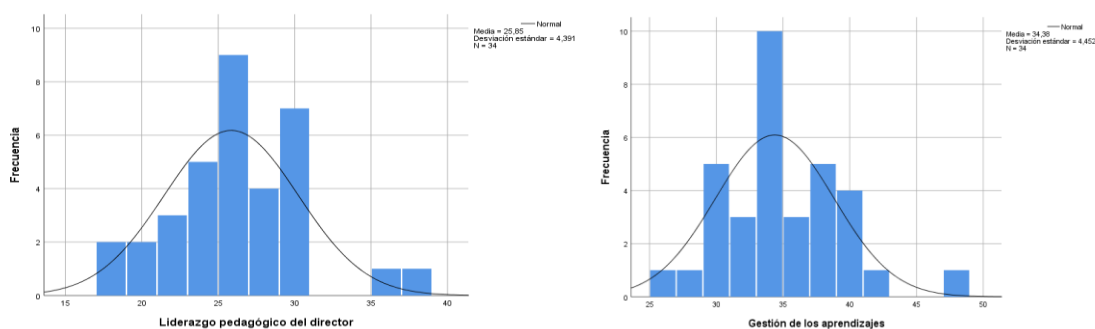 Normal
Media = 25,85
Desviación estándar = 4,391
N = 34
10
8
6
4
2
0
Frecuencia
15 20 25 30 35 40
Liderazgo pedagógico del director
Normal
Media = 34,38
Desviación estándar = 4,452
N = 34
10
8
6
4
2
0
Frecuencia
25 30 35 40 45 50
Gestión de los aprendizajes